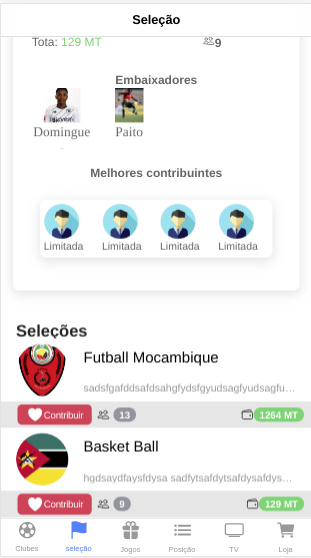 Seleção
Tota: 129 MT 9
Embaixadores
Domingue Paito
Melhores contribuintes
Limitada Limitada Limitada Limitada
Seleções
Futball Mocambique
sadsfgafddsafdsahgfydsfgyudsagfyudsagfu...
Contribuir 13 1264 MT
Basket Ball
hgdsaydfaysfdysa sadfytsafdytsafdysafdys...
Contribuir 9 129 MT
Clubes seleção Jogos Posição TV Loja